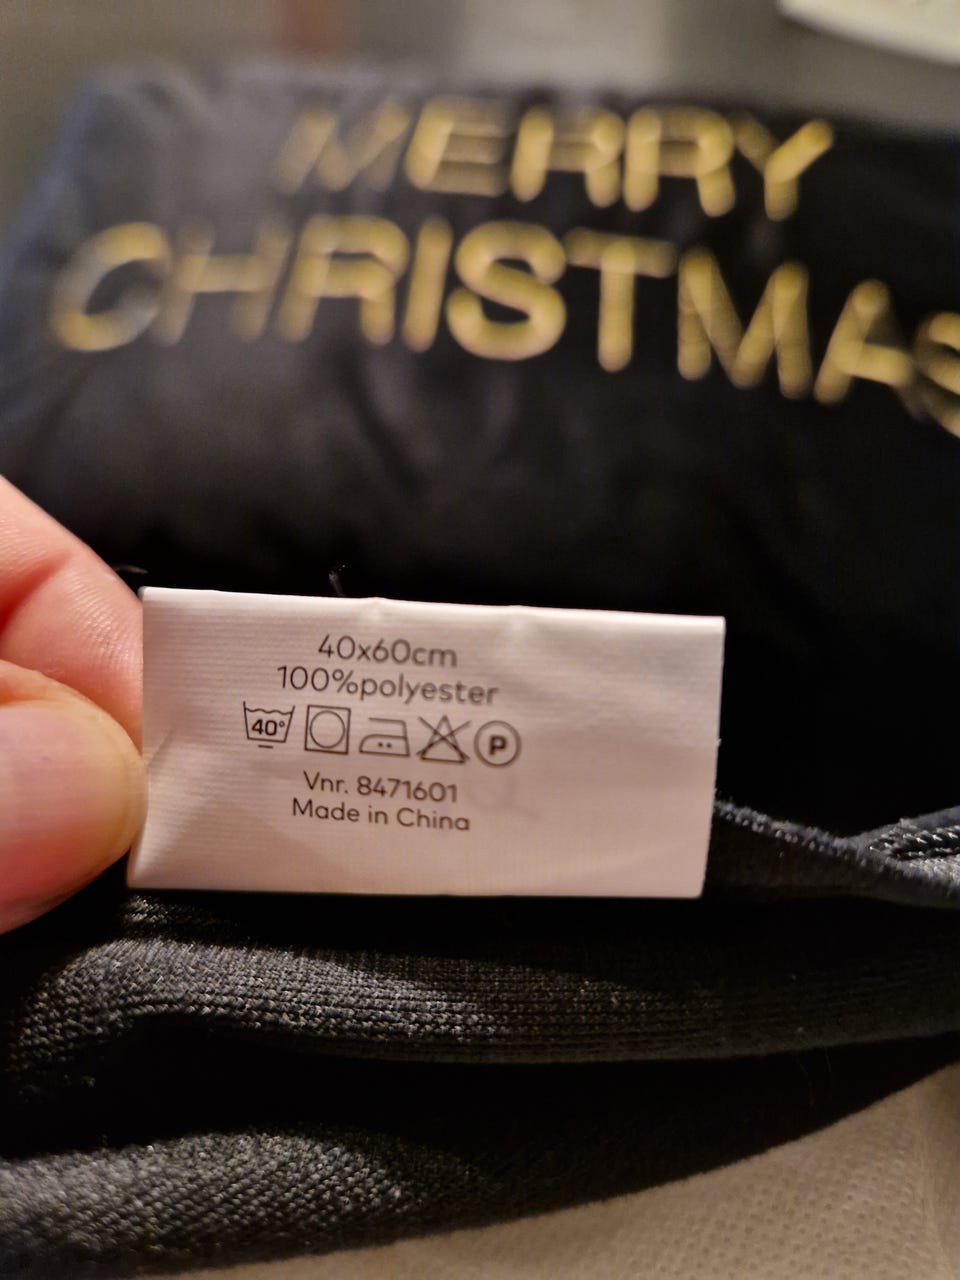 MERRY
CHRISTMAS
40x60cm
100%polyester
40°
P
Vnr. 8471601
Made in China